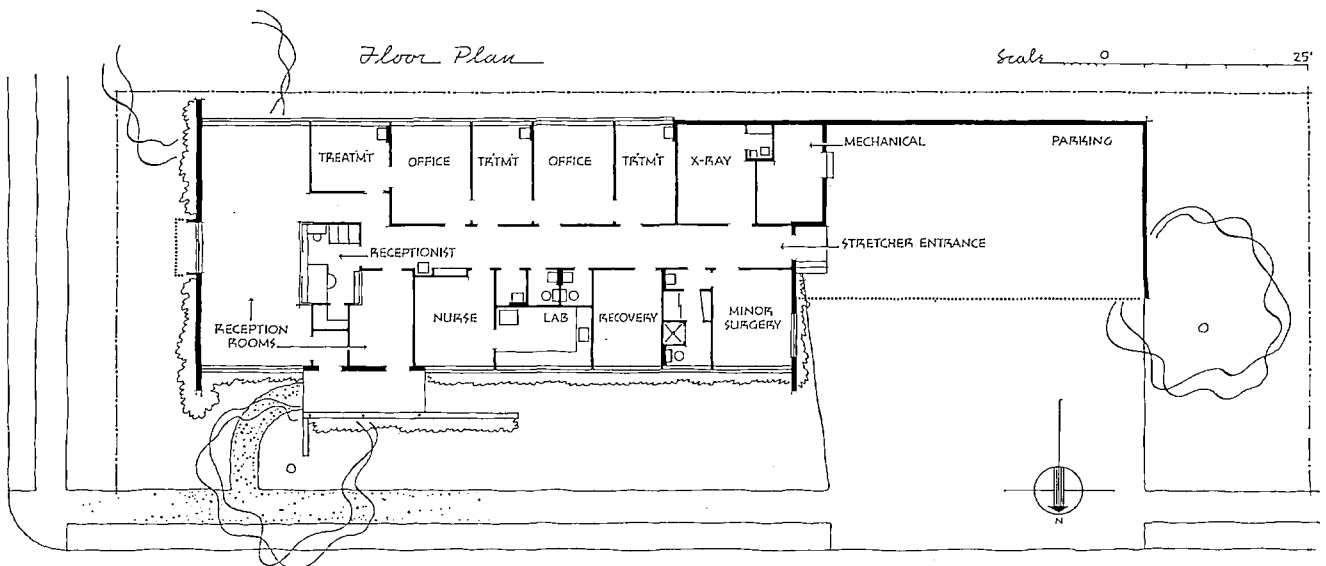 Floor Plan
Scale 0 25'
TREATMT
OFFICE
TRTMT
OFFICE
TRTMT
X-RAY
MECHANICAL
PARKING
RECEPTIONIST
STRETCHER ENTRANCE
RECEPTION
ROOMS
NURSE
LAB
RECOVERY
MINOR
SURGERY
N